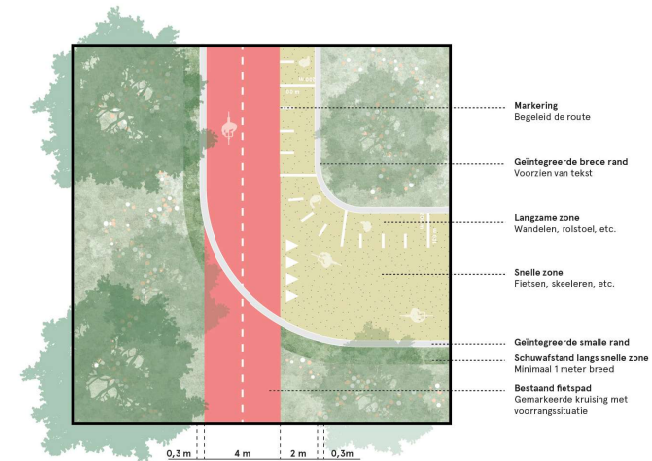 Markering
Begeleid de route
Geïntegreerde brede rand
Voorzien van tekst
Langzame zone
Wandelen, rolstoel, etc.
Snelle zone
Fietsen, skeeleren, etc.
Geïntegreerde smalle rand
Schuwafstand langs snelle zone
Minimaal 1 meter breed
Bestaand fietspad
Gemarkeerde kruising met
voorrangssituatie
0,3 m
4 m
2 m
0,3m